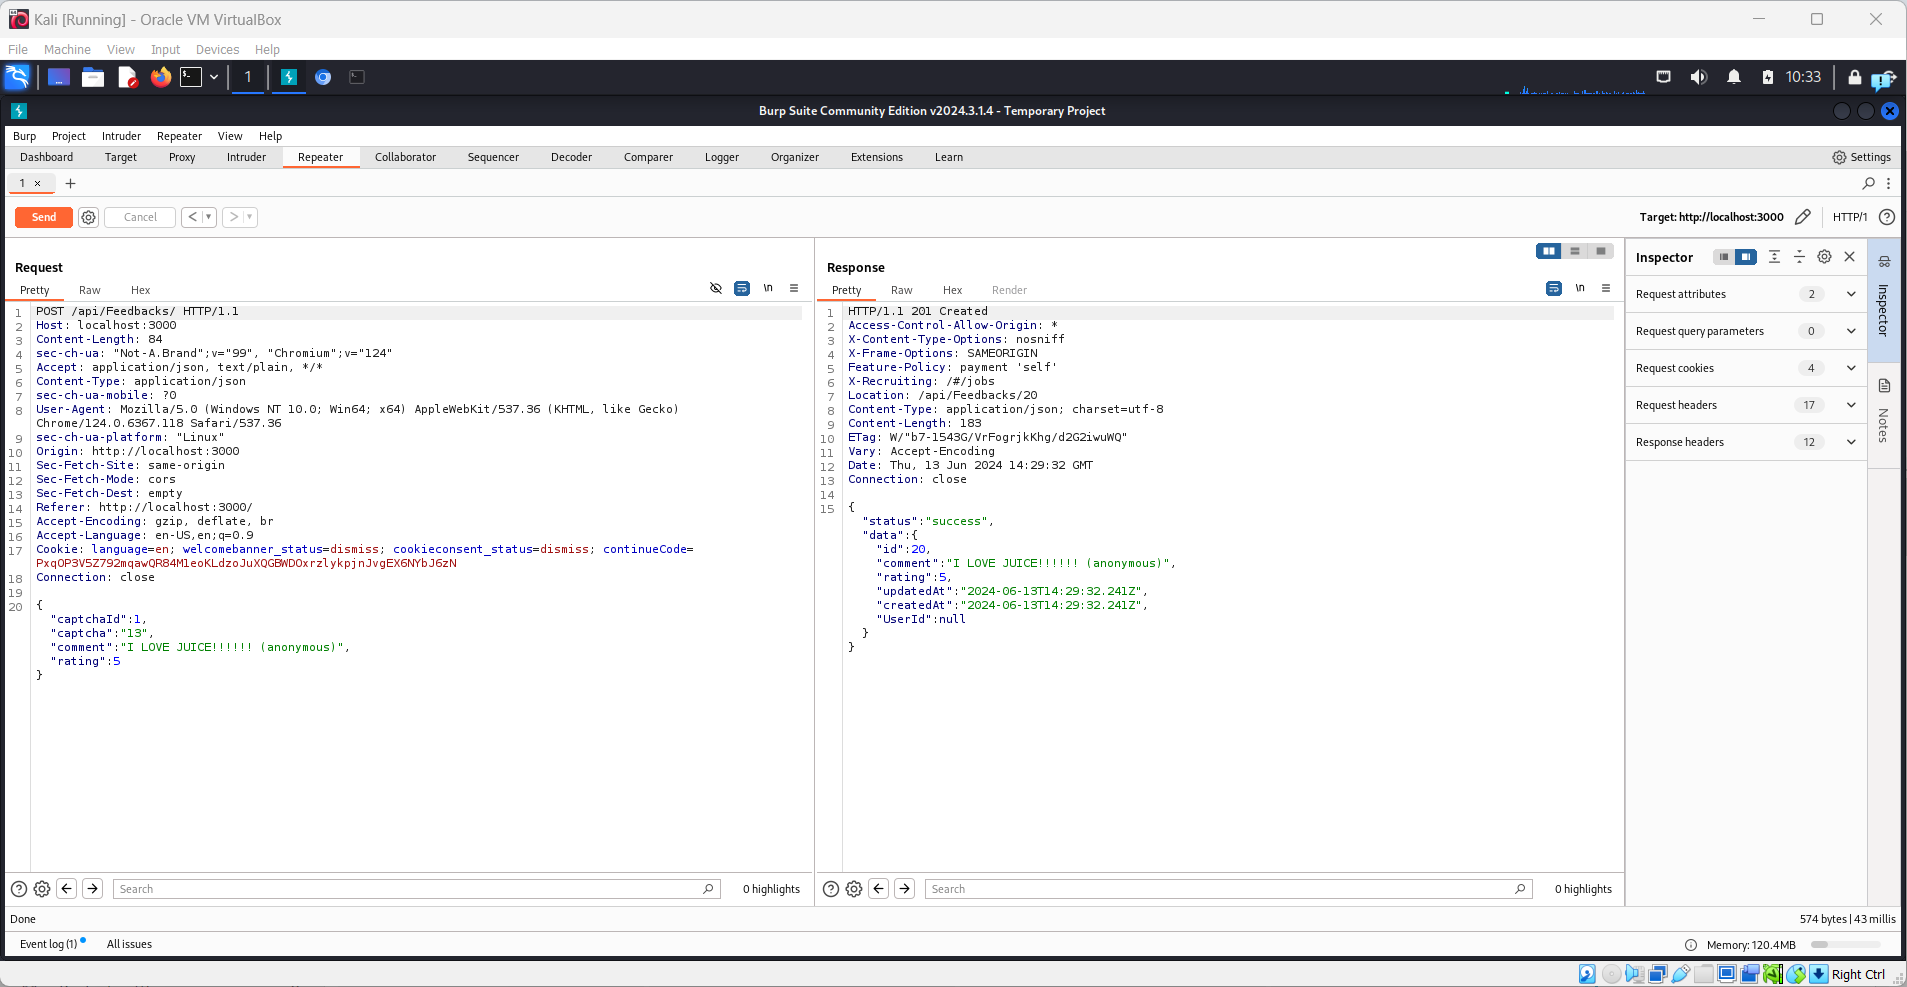 Kali [Running] - Oracle VM VirtualBox
File Machine View Input Devices Help
1
10:33
Burp Suite Community Edition v2024.3.1.4 - Temporary Project
Burp Project Intruder Repeater View Help
Dashboard Target Proxy Intruder Repeater Collaborator Sequencer Decoder Comparer Logger Organizer Extensions Learn Settings
1 × +
Send Cancel < >
Target: http://localhost:3000 HTTP/1
Request
Pretty Raw Hex \n
1 POST /api/Feedbacks/ HTTP/1.1
2 Host: localhost:3000
3 Content-Length: 84
4 sec-ch-ua: "Not-A.Brand";v="99", "Chromium";v="124"
5 Accept: application/json, text/plain, */*
6 Content-Type: application/json
7 sec-ch-ua-mobile: ?0
8 User-Agent: Mozilla/5.0 (Windows NT 10.0; Win64; x64) AppleWebKit/537.36 (KHTML, like Gecko)
Chrome/124.0.6367.118 Safari/537.36
9 sec-ch-ua-platform: "Linux"
10 Origin: http://localhost:3000
11 Sec-Fetch-Site: same-origin
12 Sec-Fetch-Mode: cors
13 Sec-Fetch-Dest: empty
14 Referer: http://localhost:3000/
15 Accept-Encoding: gzip, deflate, br
16 Accept-Language: en-US,en;q=0.9
17 Cookie: language=en; welcomebanner_status=dismiss; cookieconsent_status=dismiss; continueCode=
PxqOP3V5Z792mqawQR84MleoKLdzoJuXQGBWDOxrzlykpjnJvgEX6NYbJ6zN
18 Connection: close
19
20 {
"captchaId":1,
"captcha":"13",
"comment":"I LOVE JUICE!!!!!! (anonymous)",
"rating":5
}
Search 0 highlights
Response
Pretty Raw Hex Render \n
1 HTTP/1.1 201 Created
2 Access-Control-Allow-Origin: *
3 X-Content-Type-Options: nosniff
4 X-Frame-Options: SAMEORIGIN
5 Feature-Policy: payment 'self'
6 X-Recruiting: /#/jobs
7 Location: /api/Feedbacks/20
8 Content-Type: application/json; charset=utf-8
9 Content-Length: 183
10 ETag: W/"b7-1543G/VrFogrjkKhg/d2G2iwuWQ"
11 Vary: Accept-Encoding
12 Date: Thu, 13 Jun 2024 14:29:32 GMT
13 Connection: close
14
15 {
"status":"success",
"data":{
"id":20,
"comment":"I LOVE JUICE!!!!!! (anonymous)",
"rating":5,
"updatedAt":"2024-06-13T14:29:32.241Z",
"createdAt":"2024-06-13T14:29:32.241Z",
"UserId":null
}
}
Search 0 highlights
Inspector
Request attributes 2
Request query parameters 0
Request cookies 4
Request headers 17
Response headers 12
Inspector
Notes
Done 574 bytes | 43 millis
Event log (1) All issues Memory: 120.4MB
Right Ctrl